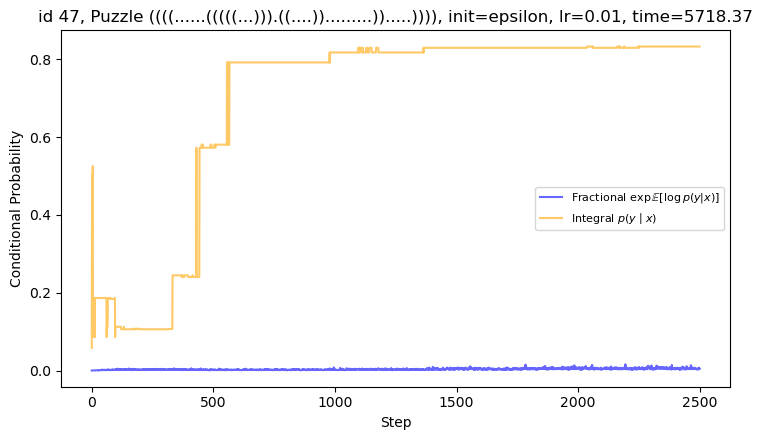 id 47, Puzzle ((((......(((((...))).((....)).........)).....)))), init=epsilon, lr=0.01, time=5718.37
Conditional Probability
0.8
0.6
0.4
0.2
0.0
Fractional exp𝔼[log p(y|x)]
Integral p(y | x)
0
500
1000
1500
2000
2500
Step